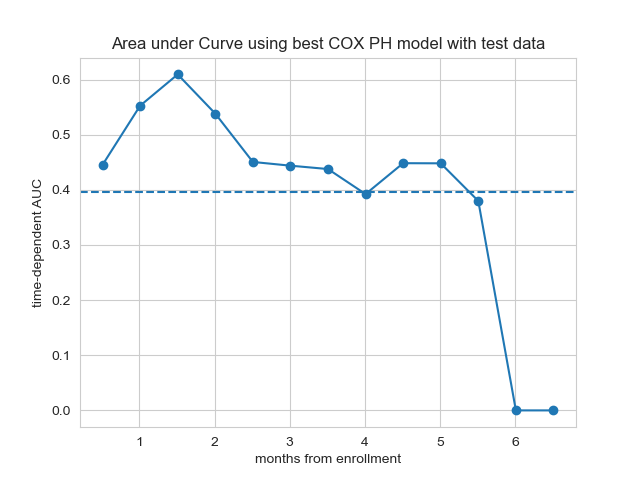 Area under Curve using best COX PH model with test data
time-dependent AUC
0.6
0.5
0.4
0.3
0.2
0.1
0.0
1 2 3 4 5 6
months from enrollment